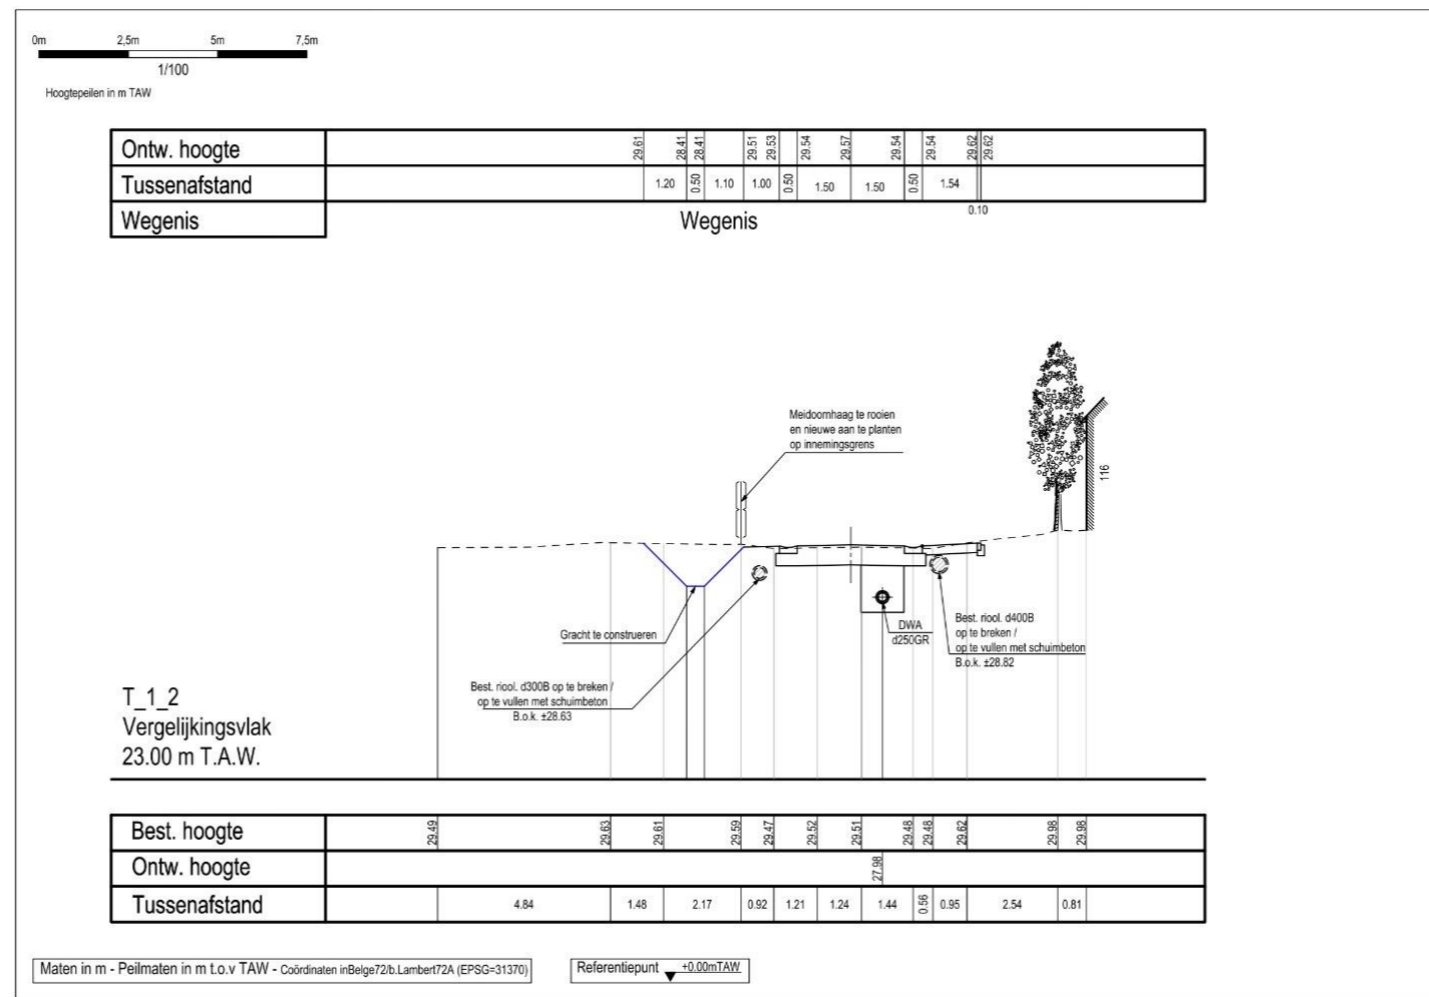 0m 2,5m 5m 7,5m
1/100
Hoogtepeilen in m TAW
Ontw. hoogte 29.61 28.41 28.41 29.51 29.53 29.54 29.57 29.54 29.54 29.62 29.62
Tussenafstand 1.20 0.50 1.10 1.00 0.50 1.50 1.50 0.50 1.54
0.10
Wegenis Wegenis
Meidoornhaag te rooien
en nieuwe aan te planten
op innemingsgrens
116
Gracht te construeren
DWA
d250GR
Best. riool. d400B
op te breken /
op te vullen met schuimbeton
B.o.k. ±28.82
Best. riool. d300B op te breken /
op te vullen met schuimbeton
B.o.k. ±28.63
T_1_2
Vergelijkingsvlak
23.00 m T.A.W.
Best. hoogte 29.49 29.63 29.61 29.59 29.47 29.52 29.51 29.48 29.48 29.62 29.98 29.98
Ontw. hoogte 27.98
Tussenafstand 4.84 1.48 2.17 0.92 1.21 1.24 1.44 0.56 0.95 2.54 0.81
Maten in m - Peilmaten in m t.o.v TAW - Coördinaten inBelge72/b.Lambert72A (EPSG=31370)
Referentiepunt +0.00mTAW